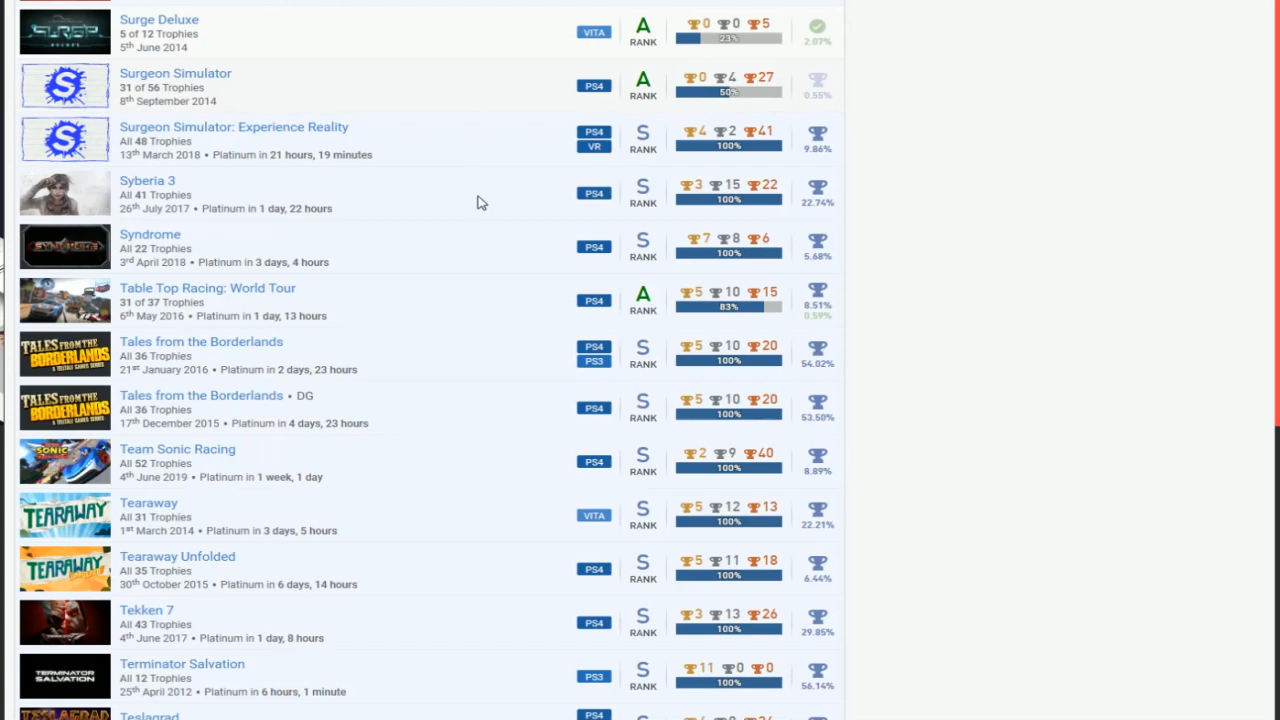 Surge Deluxe
5 of 12 Trophies
5th June 2014
VITA
A
RANK
0 0 5
23%
2.07%
Surgeon Simulator
31 of 56 Trophies
8th September 2014
PS4
A
RANK
0 4 27
50%
0.55%
Surgeon Simulator: Experience Reality
All 48 Trophies
13th March 2018 • Platinum in 21 hours, 19 minutes
PS4
VR
S
RANK
4 2 41
100%
9.86%
Syberia 3
All 41 Trophies
26th July 2017 • Platinum in 1 day, 22 hours
PS4
S
RANK
3 15 22
100%
22.74%
SYNDROME
Syndrome
All 22 Trophies
3rd April 2018 • Platinum in 3 days, 4 hours
PS4
S
RANK
7 8 6
100%
5.68%
Table Top Racing: World Tour
31 of 37 Trophies
6th May 2016 • Platinum in 1 day, 13 hours
PS4
A
RANK
5 10 15
83%
8.51%
0.59%
TALES FROM THE
BORDERLANDS
A TELLTALE GAMES SERIES
Tales from the Borderlands
All 36 Trophies
21st January 2016 • Platinum in 2 days, 23 hours
PS4
PS3
S
RANK
5 10 20
100%
54.02%
TALES FROM THE
BORDERLANDS
A TELLTALE GAMES SERIES
Tales from the Borderlands • DG
All 36 Trophies
17th December 2015 • Platinum in 4 days, 23 hours
PS4
S
RANK
5 10 20
100%
53.50%
SONIC
Team Sonic Racing
All 52 Trophies
4th June 2019 • Platinum in 1 week, 1 day
PS4
S
RANK
2 9 40
100%
8.89%
TEARAWAY
Tearaway
All 31 Trophies
1st March 2014 • Platinum in 3 days, 5 hours
VITA
S
RANK
5 12 13
100%
22.21%
TEARAWAY
Tearaway Unfolded
All 35 Trophies
30th October 2015 • Platinum in 6 days, 14 hours
PS4
S
RANK
5 11 18
100%
6.44%
Tekken 7
All 43 Trophies
4th June 2017 • Platinum in 1 day, 8 hours
PS4
S
RANK
3 13 26
100%
29.85%
TERMINATOR
SALVATION
Terminator Salvation
All 12 Trophies
25th April 2012 • Platinum in 6 hours, 1 minute
PS3
S
RANK
11 0 0
100%
56.14%
TESLAGRAD
Teslagrad
PS4